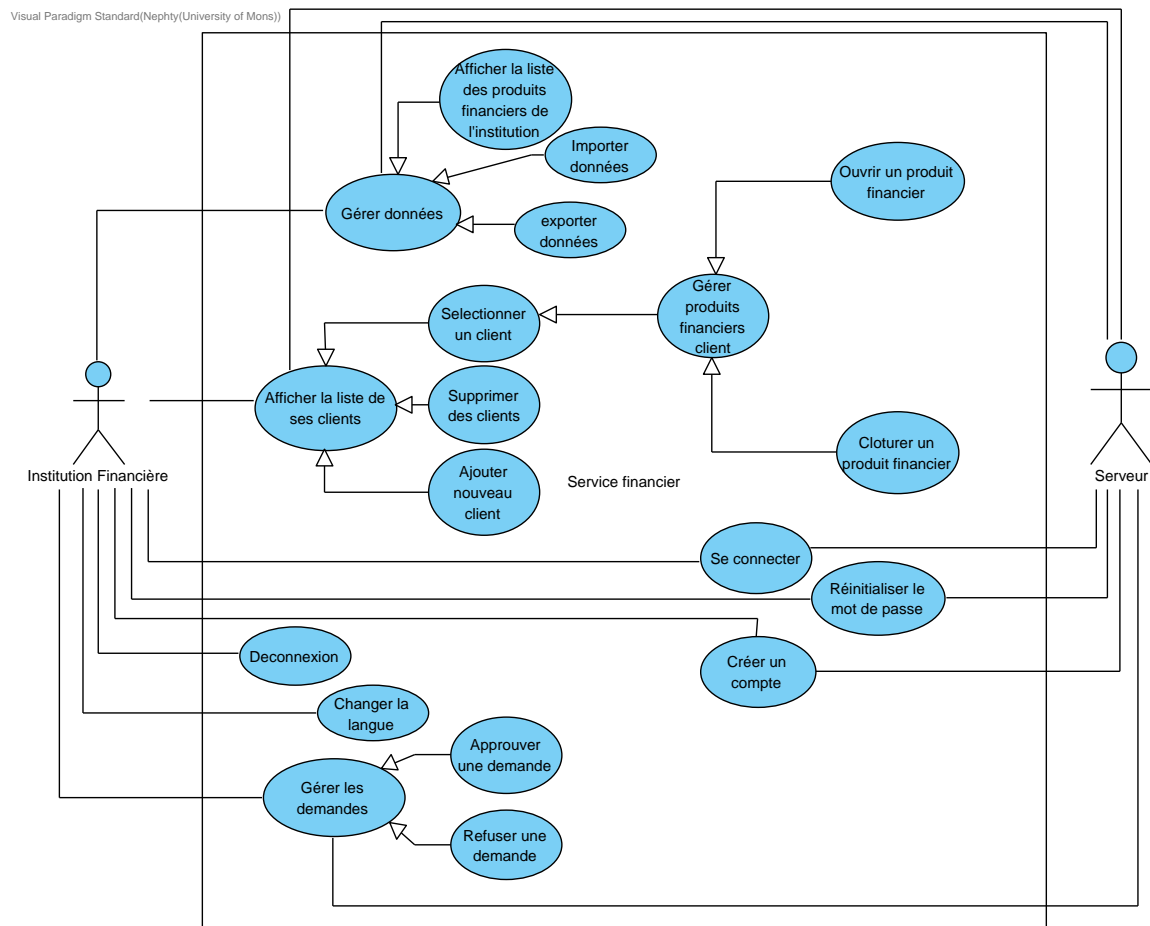 Visual Paradigm Standard(Nephty(University of Mons))
Afficher la liste
des produits
financiers de
l'institution
Importer
données
Ouvrir un produit
financier
Gérer données
exporter
données
Gérer
produits
financiers
client
Selectionner
un client
Afficher la liste de
ses clients
Supprimer
des clients
Cloturer un
produit financier
Institution Financière
Serveur
Ajouter
nouveau
client
Service financier
Se connecter
Réinitialiser le
mot de passe
Deconnexion
Créer un
compte
Changer la
langue
Approuver
une demande
Gérer les
demandes
Refuser une
demande